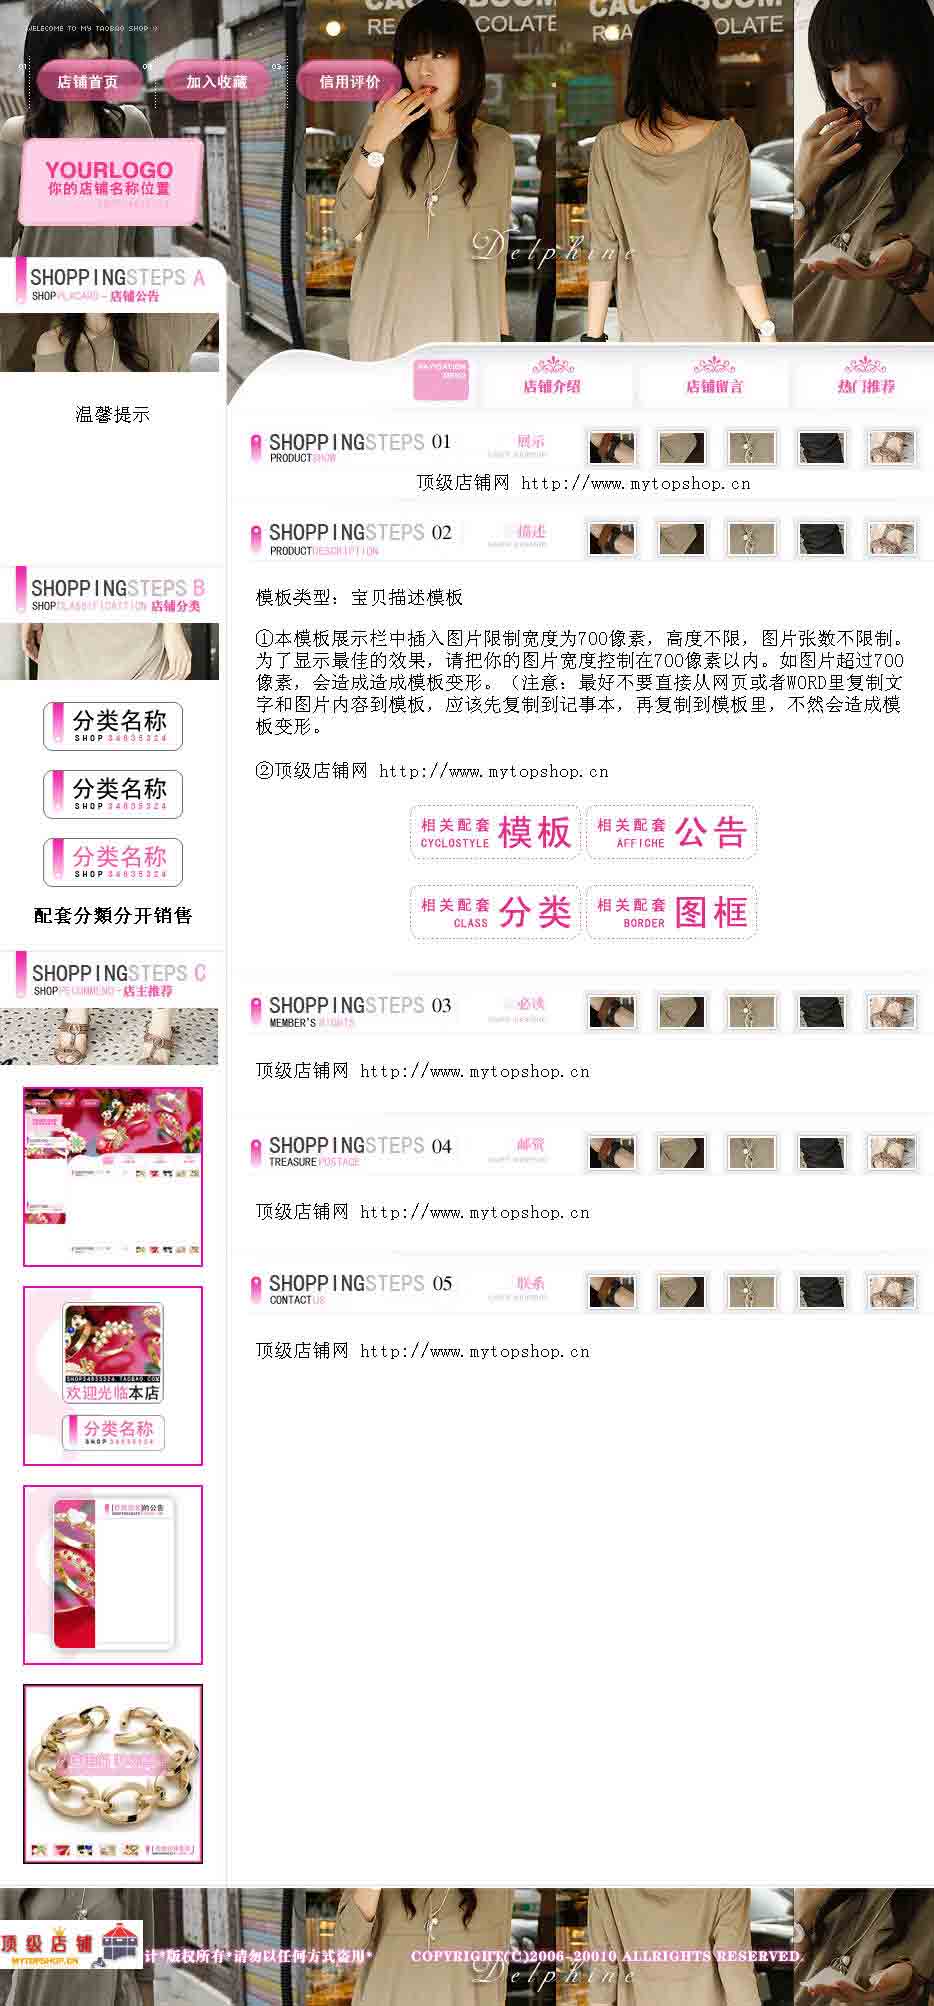 WELECOME TO MY TAOBAO SHOP
01
店铺首页
02
加入收藏
03
信用评价
CACAOBOOM
REAL CHOCOLATE
YOURLOGO
你的店铺名称位置
Delphine
SHOPPINGSTEPS A
SHOPPLACARD-店铺公告
NAVIGATION
MENU
店铺介绍
店铺留言
热门推荐
温馨提示
SHOPPINGSTEPS 01
展示
PRODUCTSHOW
顶级店铺网 http://www.mytopshop.cn
SHOPPINGSTEPS 02
描述
PRODUCTDESCRIPTION
模板类型：宝贝描述模板
①本模板展示栏中插入图片限制宽度为700像素，高度不限，图片张数不限制。
为了显示最佳的效果，请把你的图片宽度控制在700像素以内。如图片超过700
像素，会造成造成模板变形。（注意：最好不要直接从网页或者WORD里复制文
字和图片内容到模板，应该先复制到记事本，再复制到模板里，不然会造成模
板变形。
②顶级店铺网 http://www.mytopshop.cn
相关配套 模板
CYCLOSTYLE
相关配套 公告
AFFICHE
相关配套 分类
CLASS
相关配套 图框
BORDER
SHOPPINGSTEPS B
SHOPCLASSIFICATTION 店铺分类
分类名称
SHOP 34835324
分类名称
SHOP 34835324
分类名称
SHOP 34835324
配套分類分开销售
SHOPPINGSTEPS C
SHOPPECOMMEND-店主推荐
SHOPPINGSTEPS 03
必读
MEMBER'S RIGHTS
顶级店铺网 http://www.mytopshop.cn
SHOPPINGSTEPS 04
邮资
TREASURE POSTAGE
顶级店铺网 http://www.mytopshop.cn
SHOPPINGSTEPS 05
联系
CONTACT US
顶级店铺网 http://www.mytopshop.cn
SHOP34835324.TAOBAO.COM
欢迎光临本店
分类名称
SHOP 34835324
的公告
顶级店铺
MYTOPSHOP.CN
计*版权所有*请勿以任何方式盗用*
COPYRIGHT(C)2006-20010 ALLRIGHTS RESERVED.
Delphine